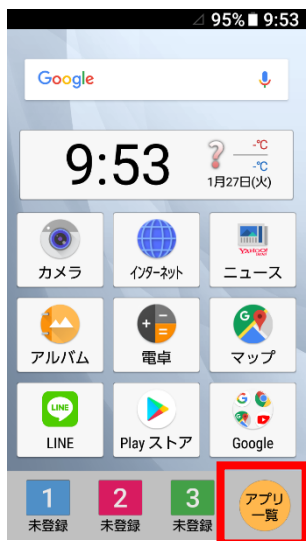 95% 9:53
Google
9:53
-℃
-℃
1月27日(火)
カメラ
インターネット
ニュース
YAHOO!
JAPAN
アルバム
電卓
マップ
LINE
LINE
Play ストア
Google
1
2
3
未登録
未登録
未登録
アプリ
一覧